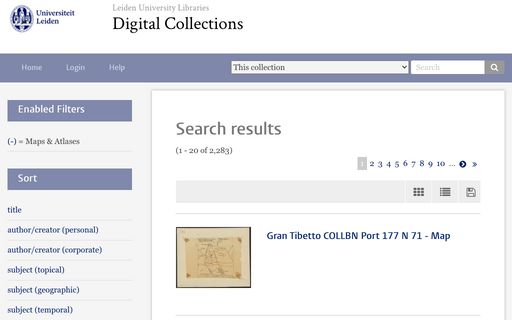 Universiteit
Leiden
Leiden University Libraries
Digital Collections
Home Login Help
This collection
Search
Enabled Filters
(-) = Maps & Atlases
Sort
title
author/creator (personal)
author/creator (corporate)
subject (topical)
subject (geographic)
subject (temporal)
Search results
(1 - 20 of 2,283)
1 2 3 4 5 6 7 8 9 10 ... »
Gran Tibetto COLLBN Port 177 N 71 - Map